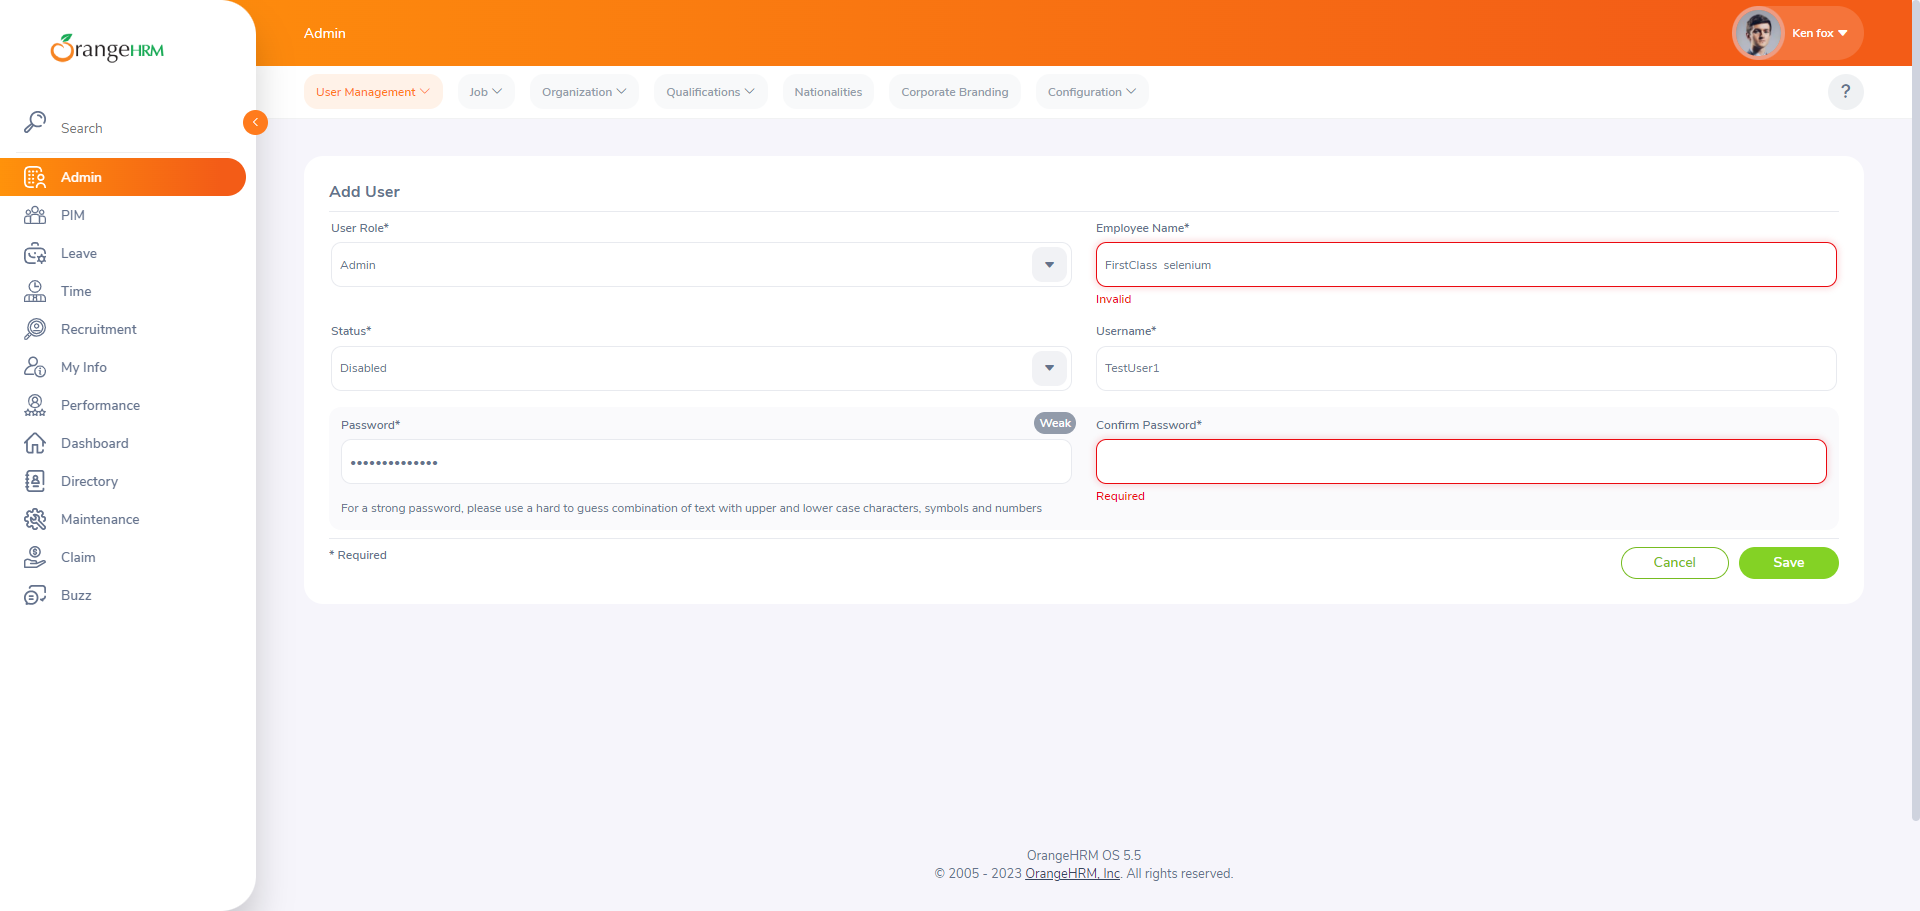 OrangeHRM
Search
Admin
PIM
Leave
Time
Recruitment
My Info
Performance
Dashboard
Directory
Maintenance
Claim
Buzz
Admin
Ken fox
User Management
Job
Organization
Qualifications
Nationalities
Corporate Branding
Configuration
?
Add User
User Role*
Admin
Employee Name*
FirstClass  selenium
Invalid
Status*
Disabled
Username*
TestUser1
Password*
Weak
••••••••••••••
For a strong password, please use a hard to guess combination of text with upper and lower case characters, symbols and numbers
Confirm Password*
Required
* Required
Cancel
Save
OrangeHRM OS 5.5
© 2005 - 2023 OrangeHRM, Inc. All rights reserved.